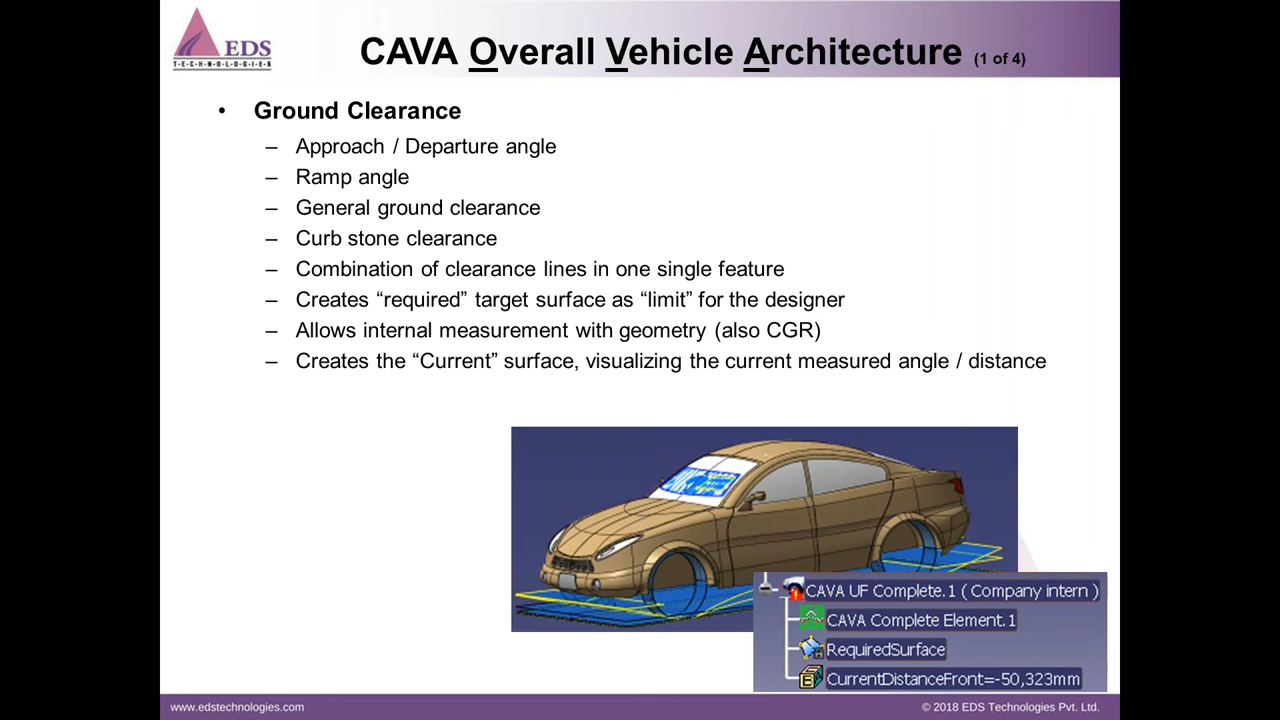 EDS
T·E·C·H·N·O·L·O·G·I·E·S
CAVA Overall Vehicle Architecture (1 of 4)
• Ground Clearance
– Approach / Departure angle
– Ramp angle
– General ground clearance
– Curb stone clearance
– Combination of clearance lines in one single feature
– Creates “required” target surface as “limit” for the designer
– Allows internal measurement with geometry (also CGR)
– Creates the “Current” surface, visualizing the current measured angle / distance
CAVA UF Complete.1 ( Company intern )
CAVA Complete Element.1
RequiredSurface
CurrentDistanceFront=-50,323mm
www.edstechnologies.com
© 2018 EDS Technologies Pvt. Ltd.